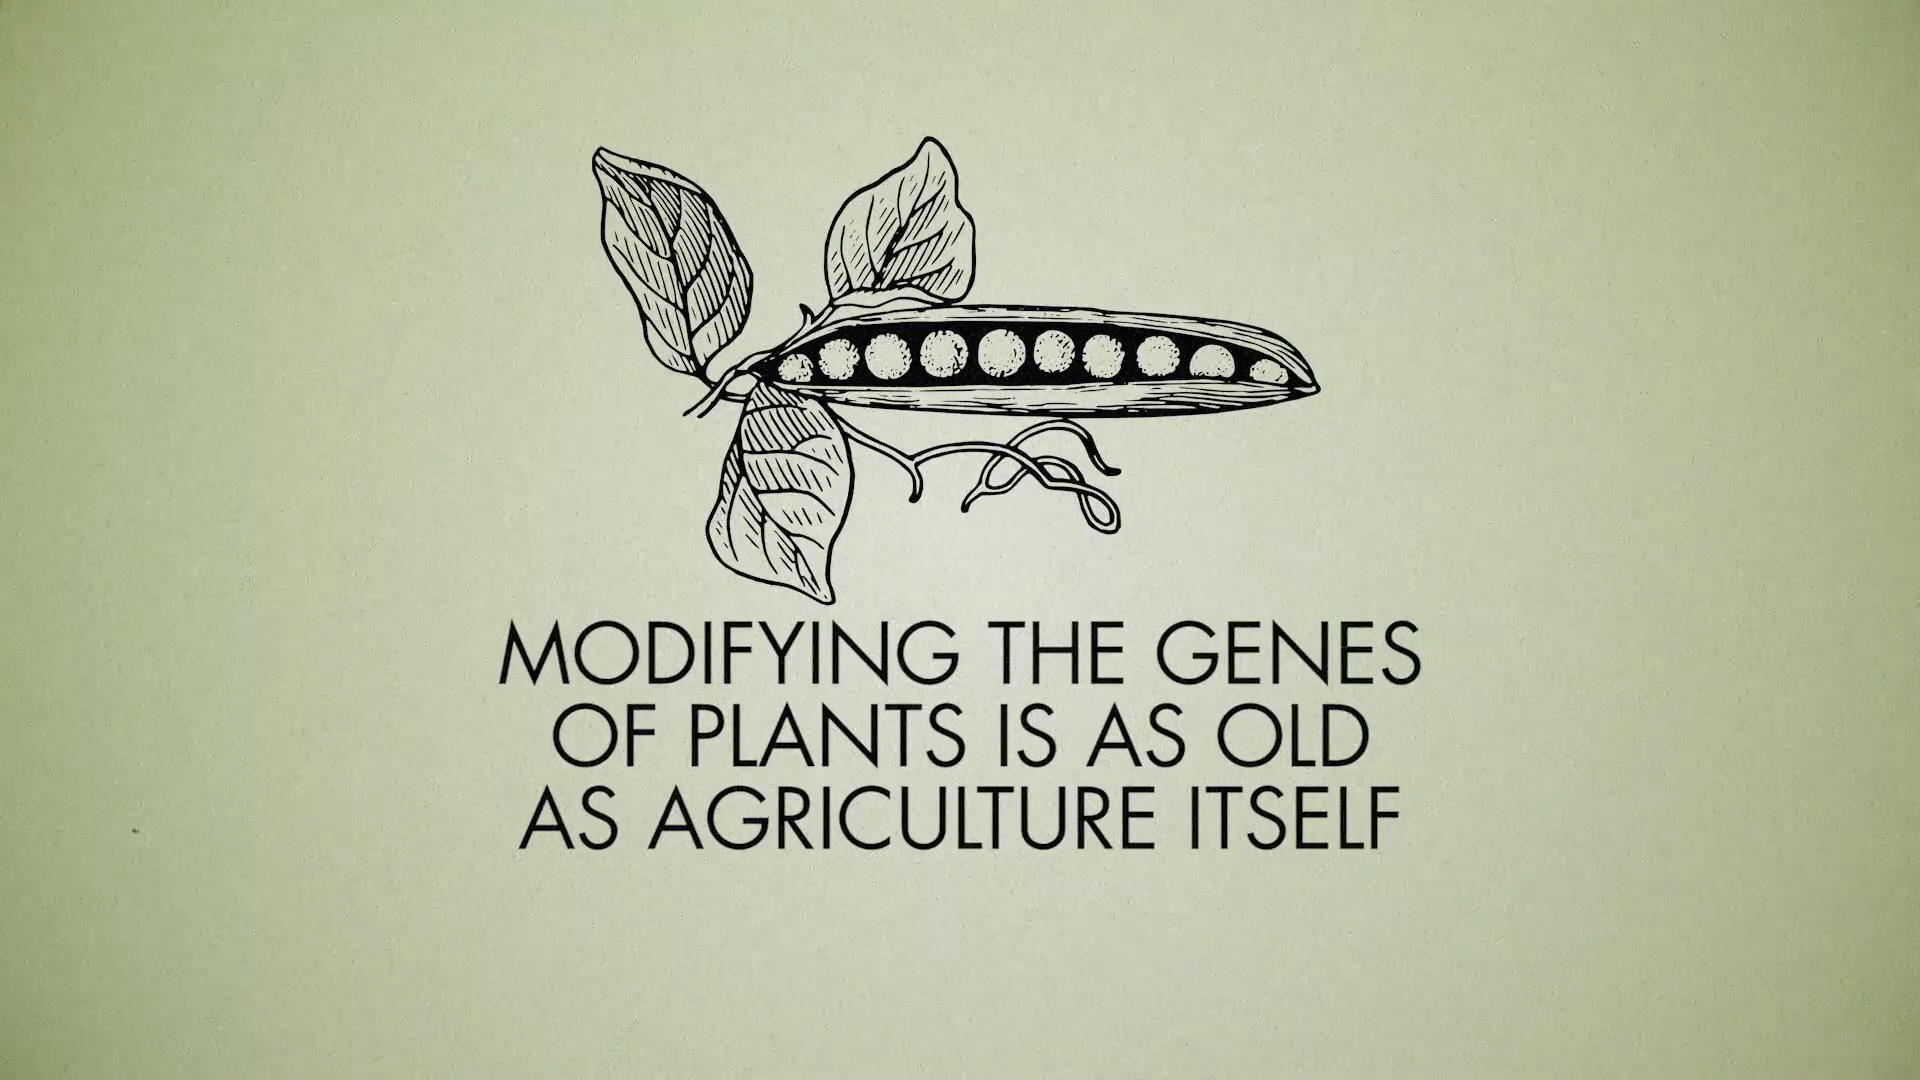 MODIFYING THE GENES
OF PLANTS IS AS OLD
AS AGRICULTURE ITSELF